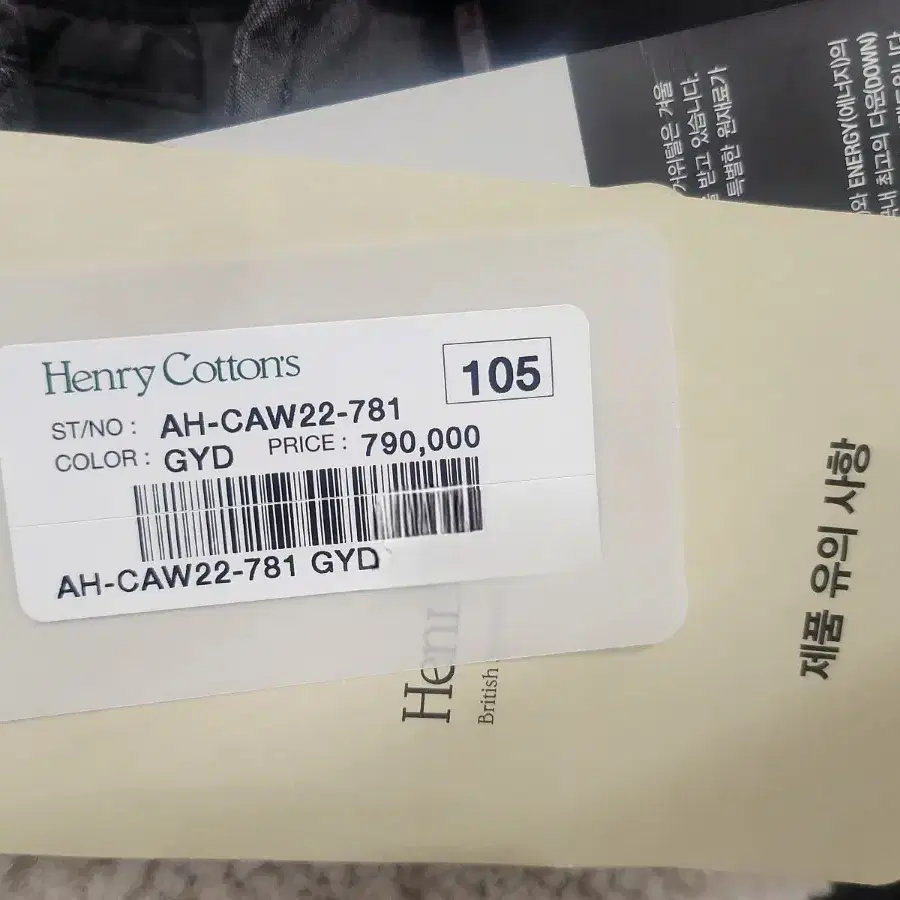 Henry Cotton's
105
ST/NO : AH-CAW22-781
COLOR : GYD PRICE : 790,000
AH-CAW22-781 GYD
British
제품 유의 사항
거위털은 겨울
받고 있습니다.
특별한 원재료가
와 ENERGY(에너지)의
최고의 다운(DOWN)